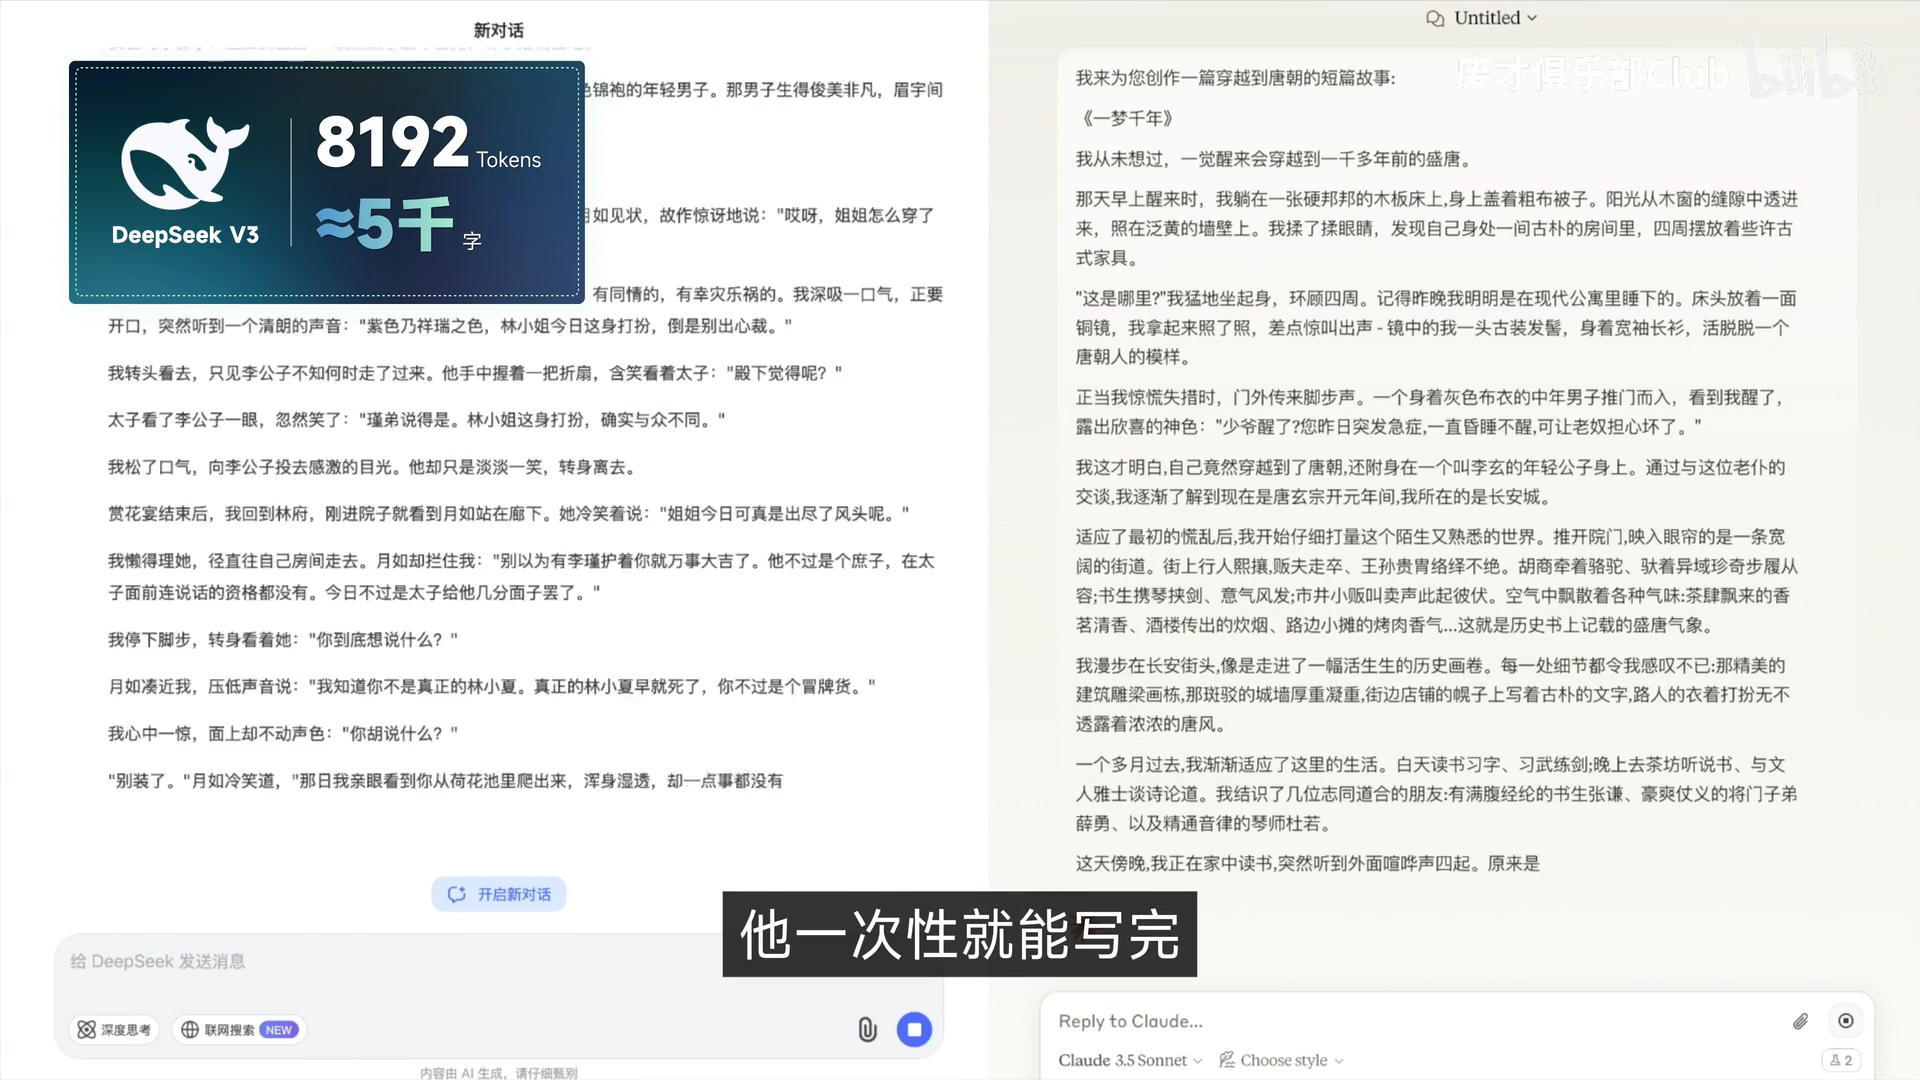 新对话
色锦袍的年轻男子。那男子生得俊美非凡，眉宇间
DeepSeek V3
8192 Tokens
≈5千 字
月如见状，故作惊讶地说："哎呀，姐姐怎么穿了
有同情的，有幸灾乐祸的。我深吸一口气，正要
开口，突然听到一个清朗的声音："紫色乃祥瑞之色，林小姐今日这身打扮，倒是别出心裁。"
我转头看去，只见李公子不知何时走了过来。他手中握着一把折扇，含笑看着太子："殿下觉得呢？"
太子看了李公子一眼，忽然笑了："瑾弟说得是。林小姐这身打扮，确实与众不同。"
我松了口气，向李公子投去感激的目光。他却只是淡淡一笑，转身离去。
赏花宴结束后，我回到林府，刚进院子就看到月如站在廊下。她冷笑着说："姐姐今日可真是出尽了风头呢。"
我懒得理她，径直往自己房间走去。月如却拦住我："别以为有李瑾护着你就万事大吉了。他不过是个庶子，在太
子面前连说话的资格都没有。今日不过是太子给他几分面子罢了。"
我停下脚步，转身看着她："你到底想说什么？"
月如凑近我，压低声音说："我知道你不是真正的林小夏。真正的林小夏早就死了，你不过是个冒牌货。"
我心中一惊，面上却不动声色："你胡说什么？"
"别装了。"月如冷笑道，"那日我亲眼看到你从荷花池里爬出来，浑身湿透，却一点事都没有
开启新对话
给 DeepSeek 发送消息
深度思考
联网搜索 NEW
内容由 AI 生成，请仔细甄别
Untitled
废才俱乐部Club bilibili
我来为您创作一篇穿越到唐朝的短篇故事:
《一梦千年》
我从未想过，一觉醒来会穿越到一千多年前的盛唐。
那天早上醒来时，我躺在一张硬邦邦的木板床上,身上盖着粗布被子。阳光从木窗的缝隙中透进
来，照在泛黄的墙壁上。我揉了揉眼睛，发现自己身处一间古朴的房间里，四周摆放着些许古
式家具。
"这是哪里?"我猛地坐起身，环顾四周。记得昨晚我明明是在现代公寓里睡下的。床头放着一面
铜镜，我拿起来照了照，差点惊叫出声 - 镜中的我一头古装发髻，身着宽袖长衫，活脱脱一个
唐朝人的模样。
正当我惊慌失措时，门外传来脚步声。一个身着灰色布衣的中年男子推门而入，看到我醒了，
露出欣喜的神色："少爷醒了?您昨日突发急症,一直昏睡不醒,可让老奴担心坏了。"
我这才明白,自己竟然穿越到了唐朝,还附身在一个叫李玄的年轻公子身上。通过与这位老仆的
交谈,我逐渐了解到现在是唐玄宗开元年间,我所在的是长安城。
适应了最初的慌乱后,我开始仔细打量这个陌生又熟悉的世界。推开院门,映入眼帘的是一条宽
阔的街道。街上行人熙攘,贩夫走卒、王孙贵胄络绎不绝。胡商牵着骆驼、驮着异域珍奇步履从
容;书生携琴挟剑、意气风发;市井小贩叫卖声此起彼伏。空气中飘散着各种气味:茶肆飘来的香
茗清香、酒楼传出的炊烟、路边小摊的烤肉香气...这就是历史书上记载的盛唐气象。
我漫步在长安街头,像是走进了一幅活生生的历史画卷。每一处细节都令我感叹不已:那精美的
建筑雕梁画栋,那斑驳的城墙厚重凝重,街边店铺的幌子上写着古朴的文字,路人的衣着打扮无不
透露着浓浓的唐风。
一个多月过去,我渐渐适应了这里的生活。白天读书习字、习武练剑;晚上去茶坊听说书、与文
人雅士谈诗论道。我结识了几位志同道合的朋友:有满腹经纶的书生张谦、豪爽仗义的将门子弟
薛勇、以及精通音律的琴师杜若。
这天傍晚,我正在家中读书,突然听到外面喧哗声四起。原来是
他一次性就能写完
Reply to Claude...
Claude 3.5 Sonnet
Choose style
2